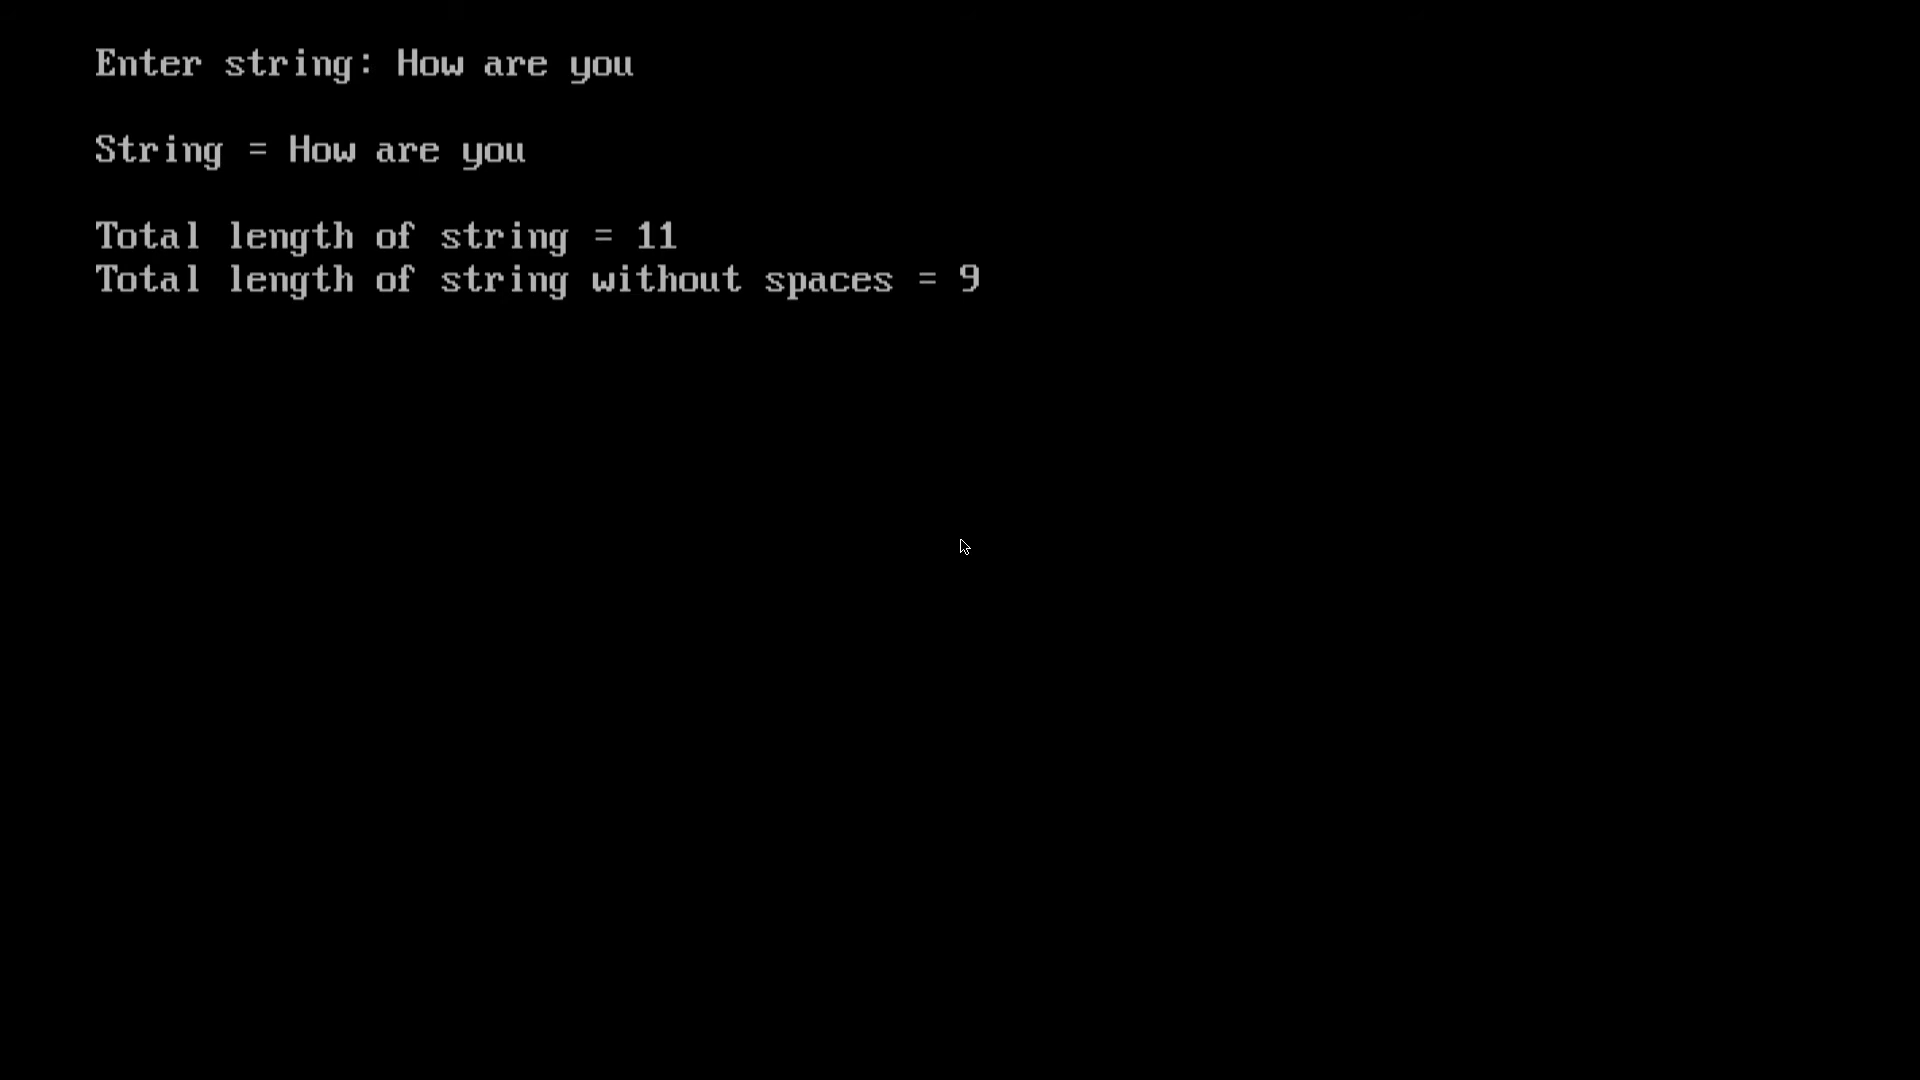 Enter string: How are you
String = How are you
Total length of string = 11
Total length of string without spaces = 9